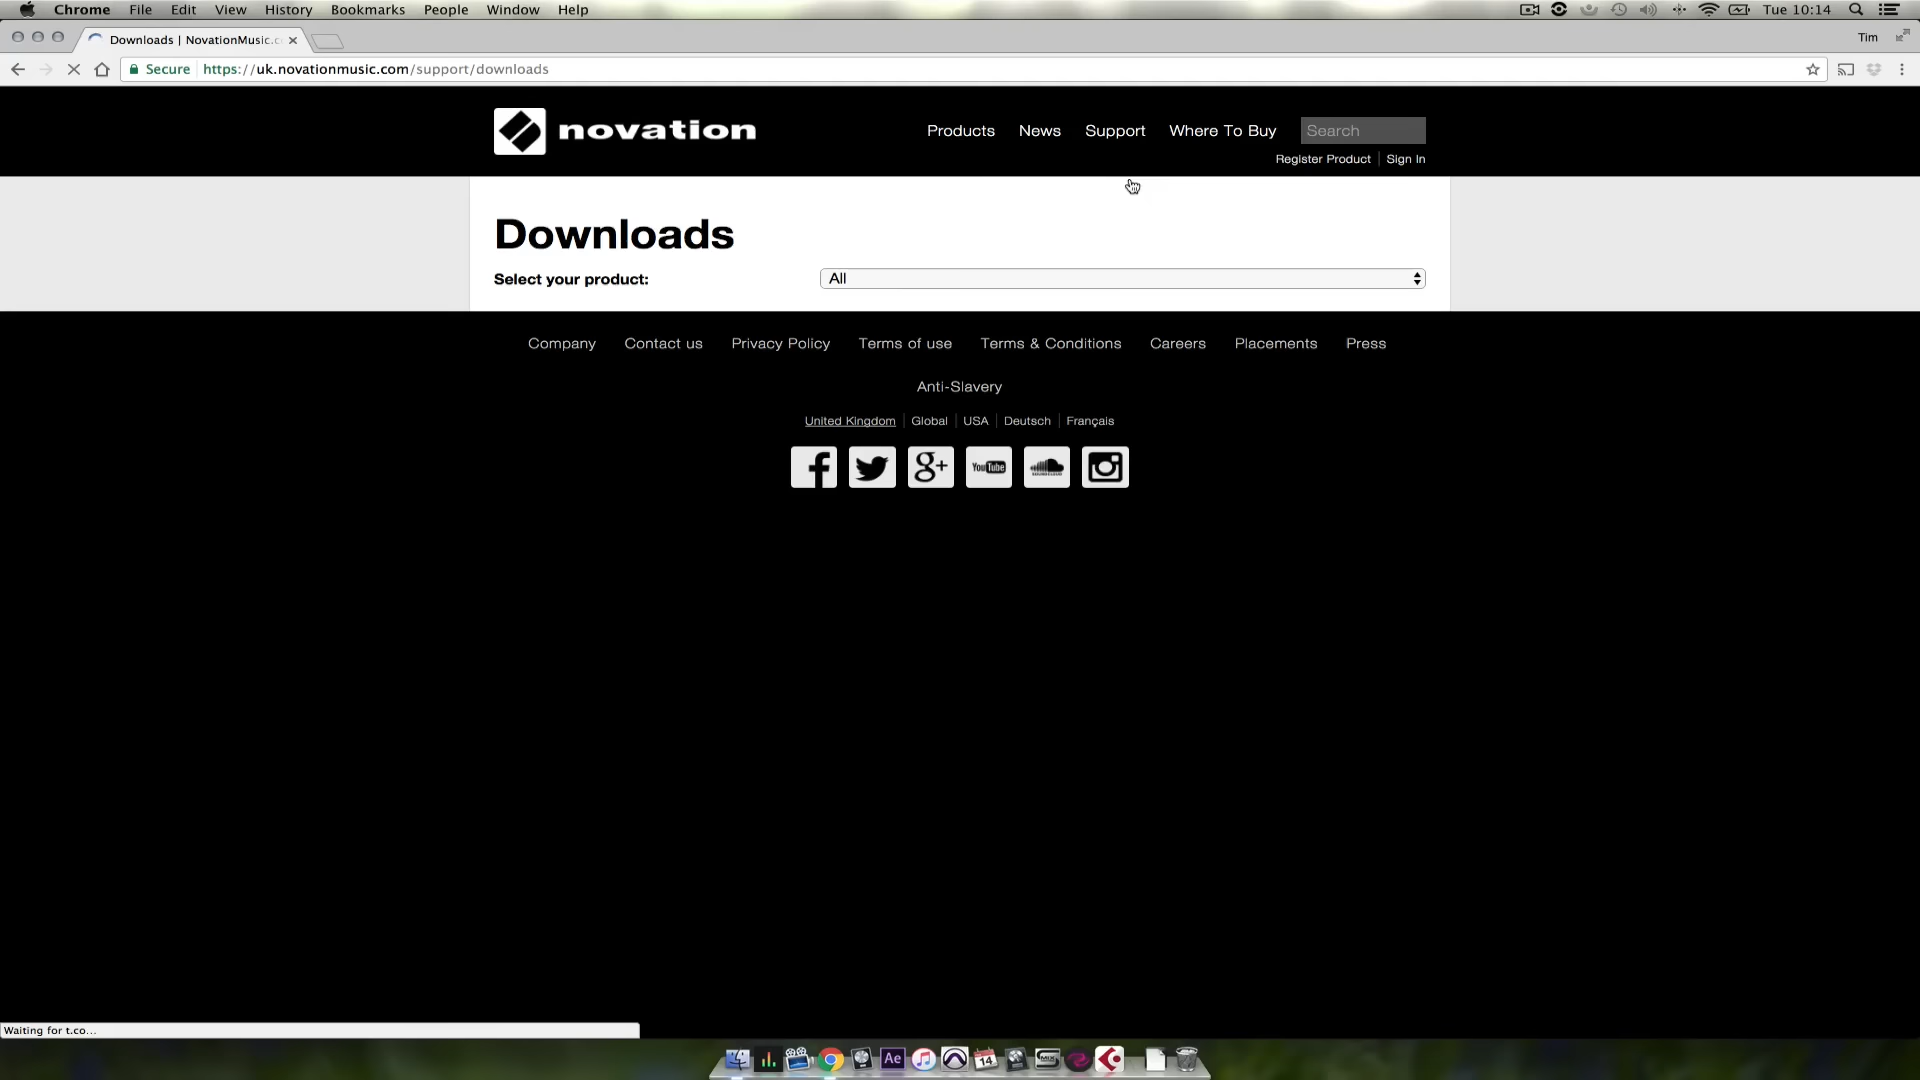 Chrome File Edit View History Bookmarks People Window Help Tue 10:14
Downloads | NovationMusic.c Tim
Secure https://uk.novationmusic.com/support/downloads
novation Products News Support Where To Buy Search
Register Product Sign In
Downloads
Select your product: All
Company Contact us Privacy Policy Terms of use Terms & Conditions Careers Placements Press
Anti-Slavery
United Kingdom Global USA Deutsch Français
f g+ YouTube
Waiting for t.co...
Ae 14